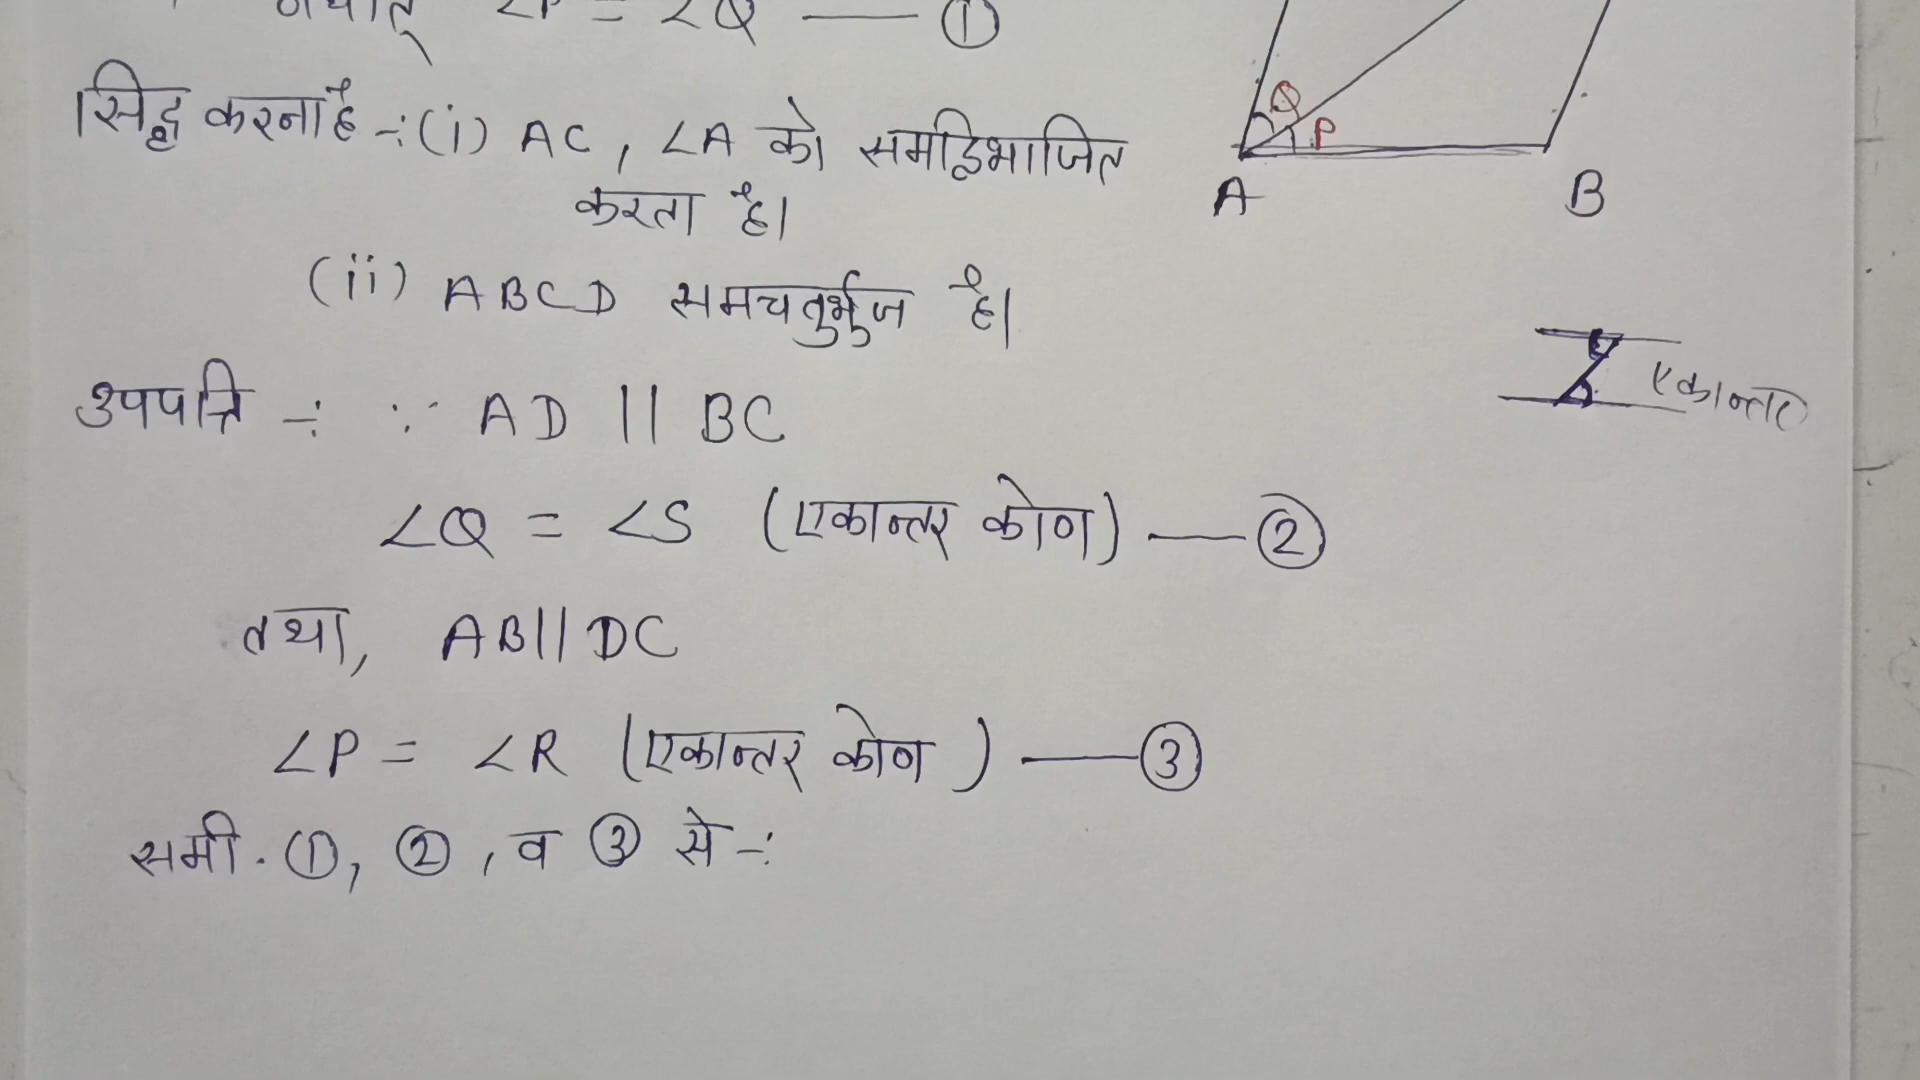 अर्थात् ∠P = ∠Q — ①
सिद्ध करना है ÷ (i) AC, ∠A को समद्विभाजित
करता है।
(ii) ABCD समचतुर्भुज है।
Q
P
A B
उपपत्ति ÷ ∵ AD || BC
एकान्तर
∠Q = ∠S (एकान्तर कोण) — ②
तथा, AB || DC
∠P = ∠R (एकान्तर कोण ) — ③
समी. ①, ②, व ③ से ÷